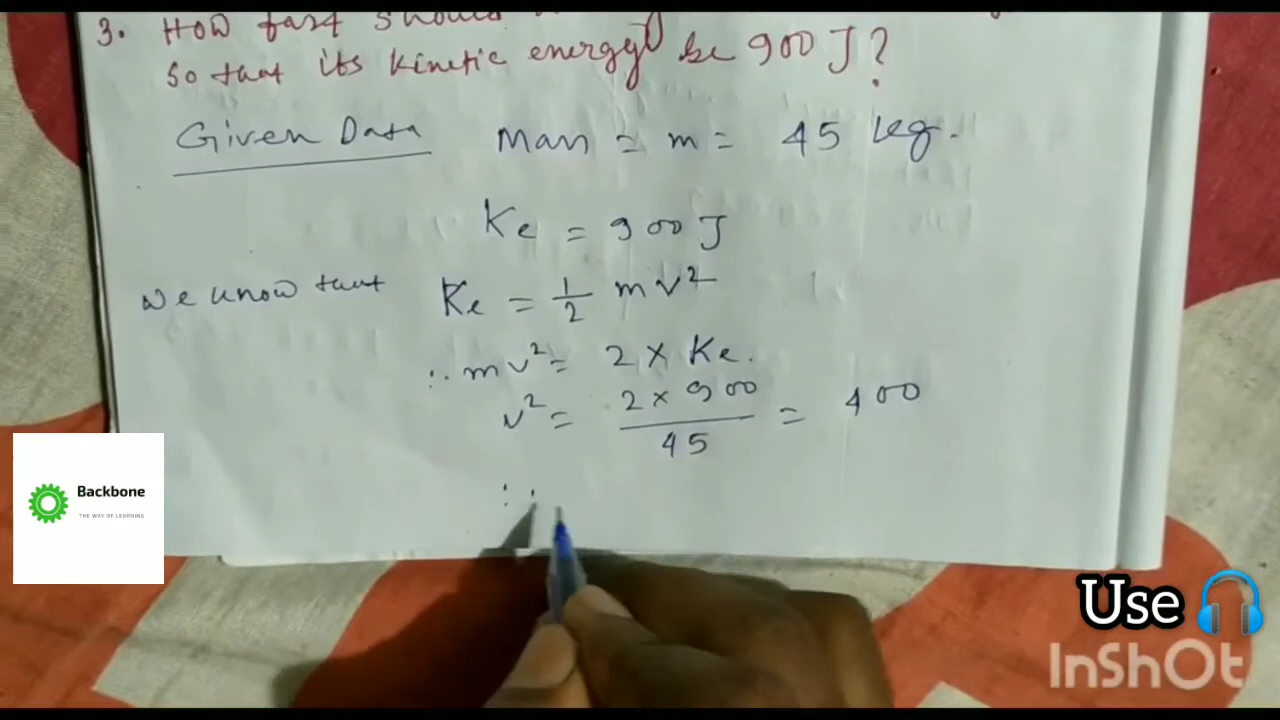 3. How fast should
so that its kinetic energy be 900 J?
Given Data Man = m = 45 kg.
Ke = 900 J
We know that Ke = 1/2 mv²
∴ mv² = 2 × Ke.
v² = 2 × 900 / 45 = 400
∴
Backbone
THE WAY OF LEARNING
Use
InShOt